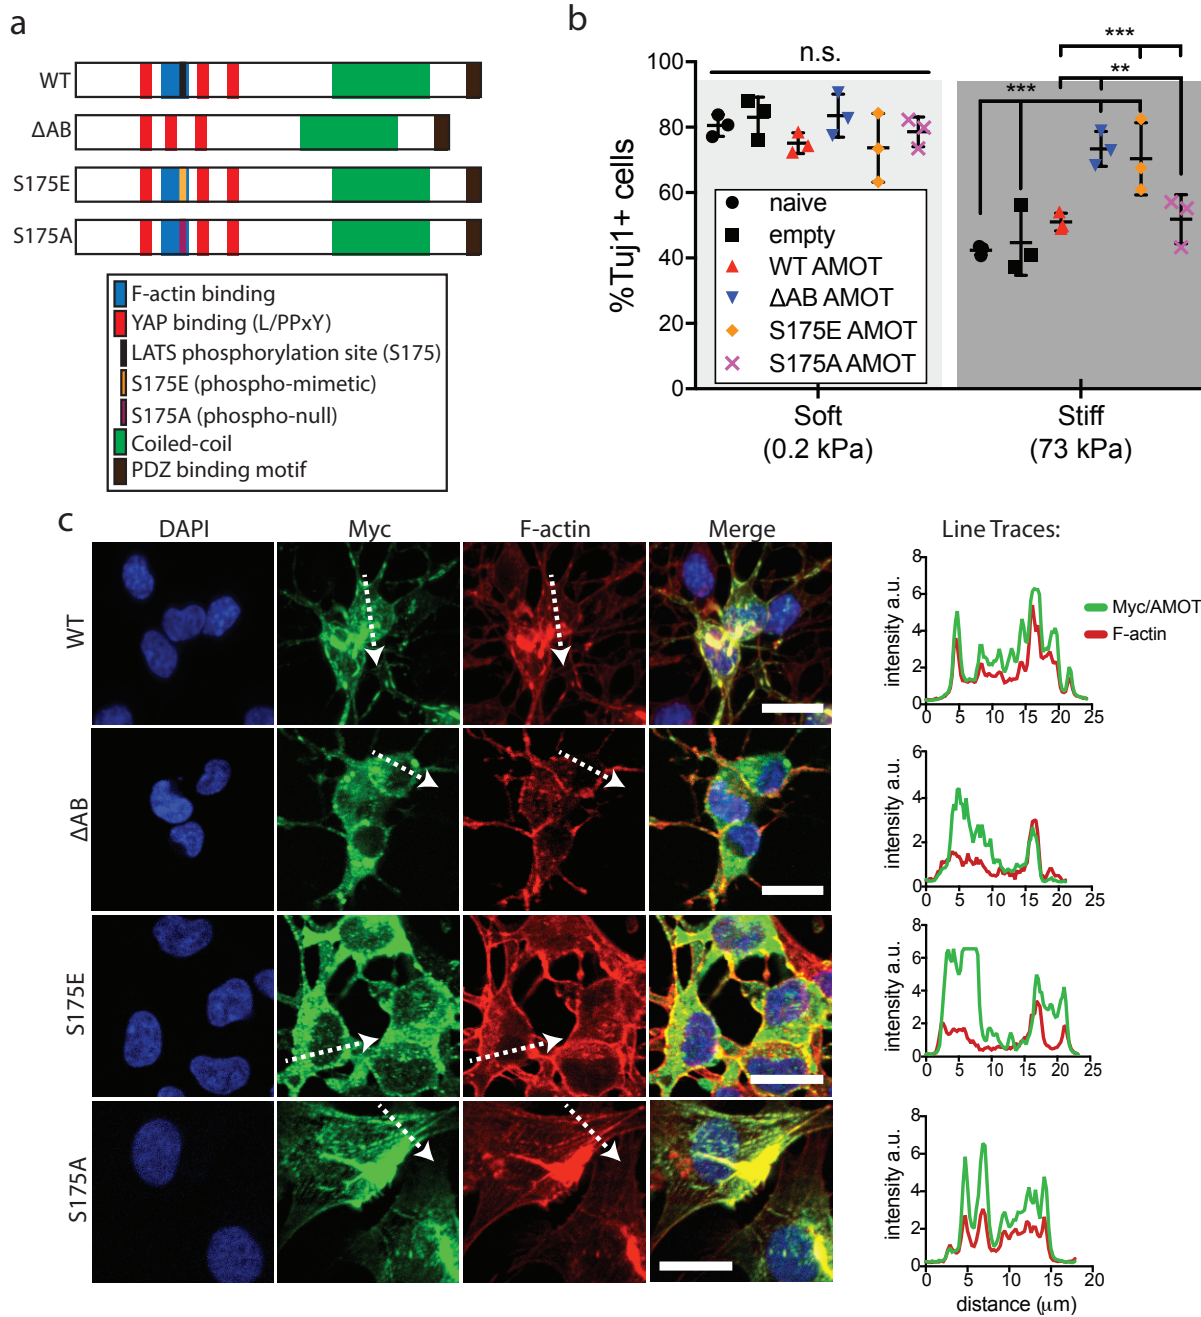 a
WT
ΔAB
S175E
S175A
F-actin binding
YAP binding (L/PPxY)
LATS phosphorylation site (S175)
S175E (phospho-mimetic)
S175A (phospho-null)
Coiled-coil
PDZ binding motif
b
%Tuj1+ cells
100
80
60
40
20
0
n.s.
***
**
***
naive
empty
WT AMOT
ΔAB AMOT
S175E AMOT
S175A AMOT
Soft
(0.2 kPa)
Stiff
(73 kPa)
c
DAPI Myc F-actin Merge Line Traces:
WT
intensity a.u.
8
6
4
2
0
0 5 10 15 20 25
Myc/AMOT
F-actin
ΔAB
intensity a.u.
6
4
2
0
0 5 10 15 20 25
S175E
intensity a.u.
8
6
4
2
0
0 5 10 15 20 25
S175A
intensity a.u.
8
6
4
2
0
0 5 10 15 20
distance (μm)